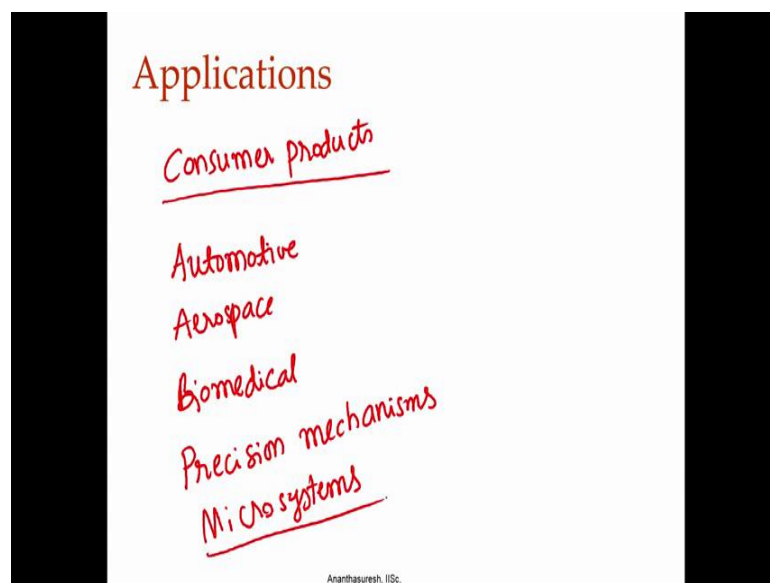 Applications
Consumer products
Automotive
Aerospace
Biomedical
Precision mechanisms
Microsystems
Ananthasuresh, IISc.